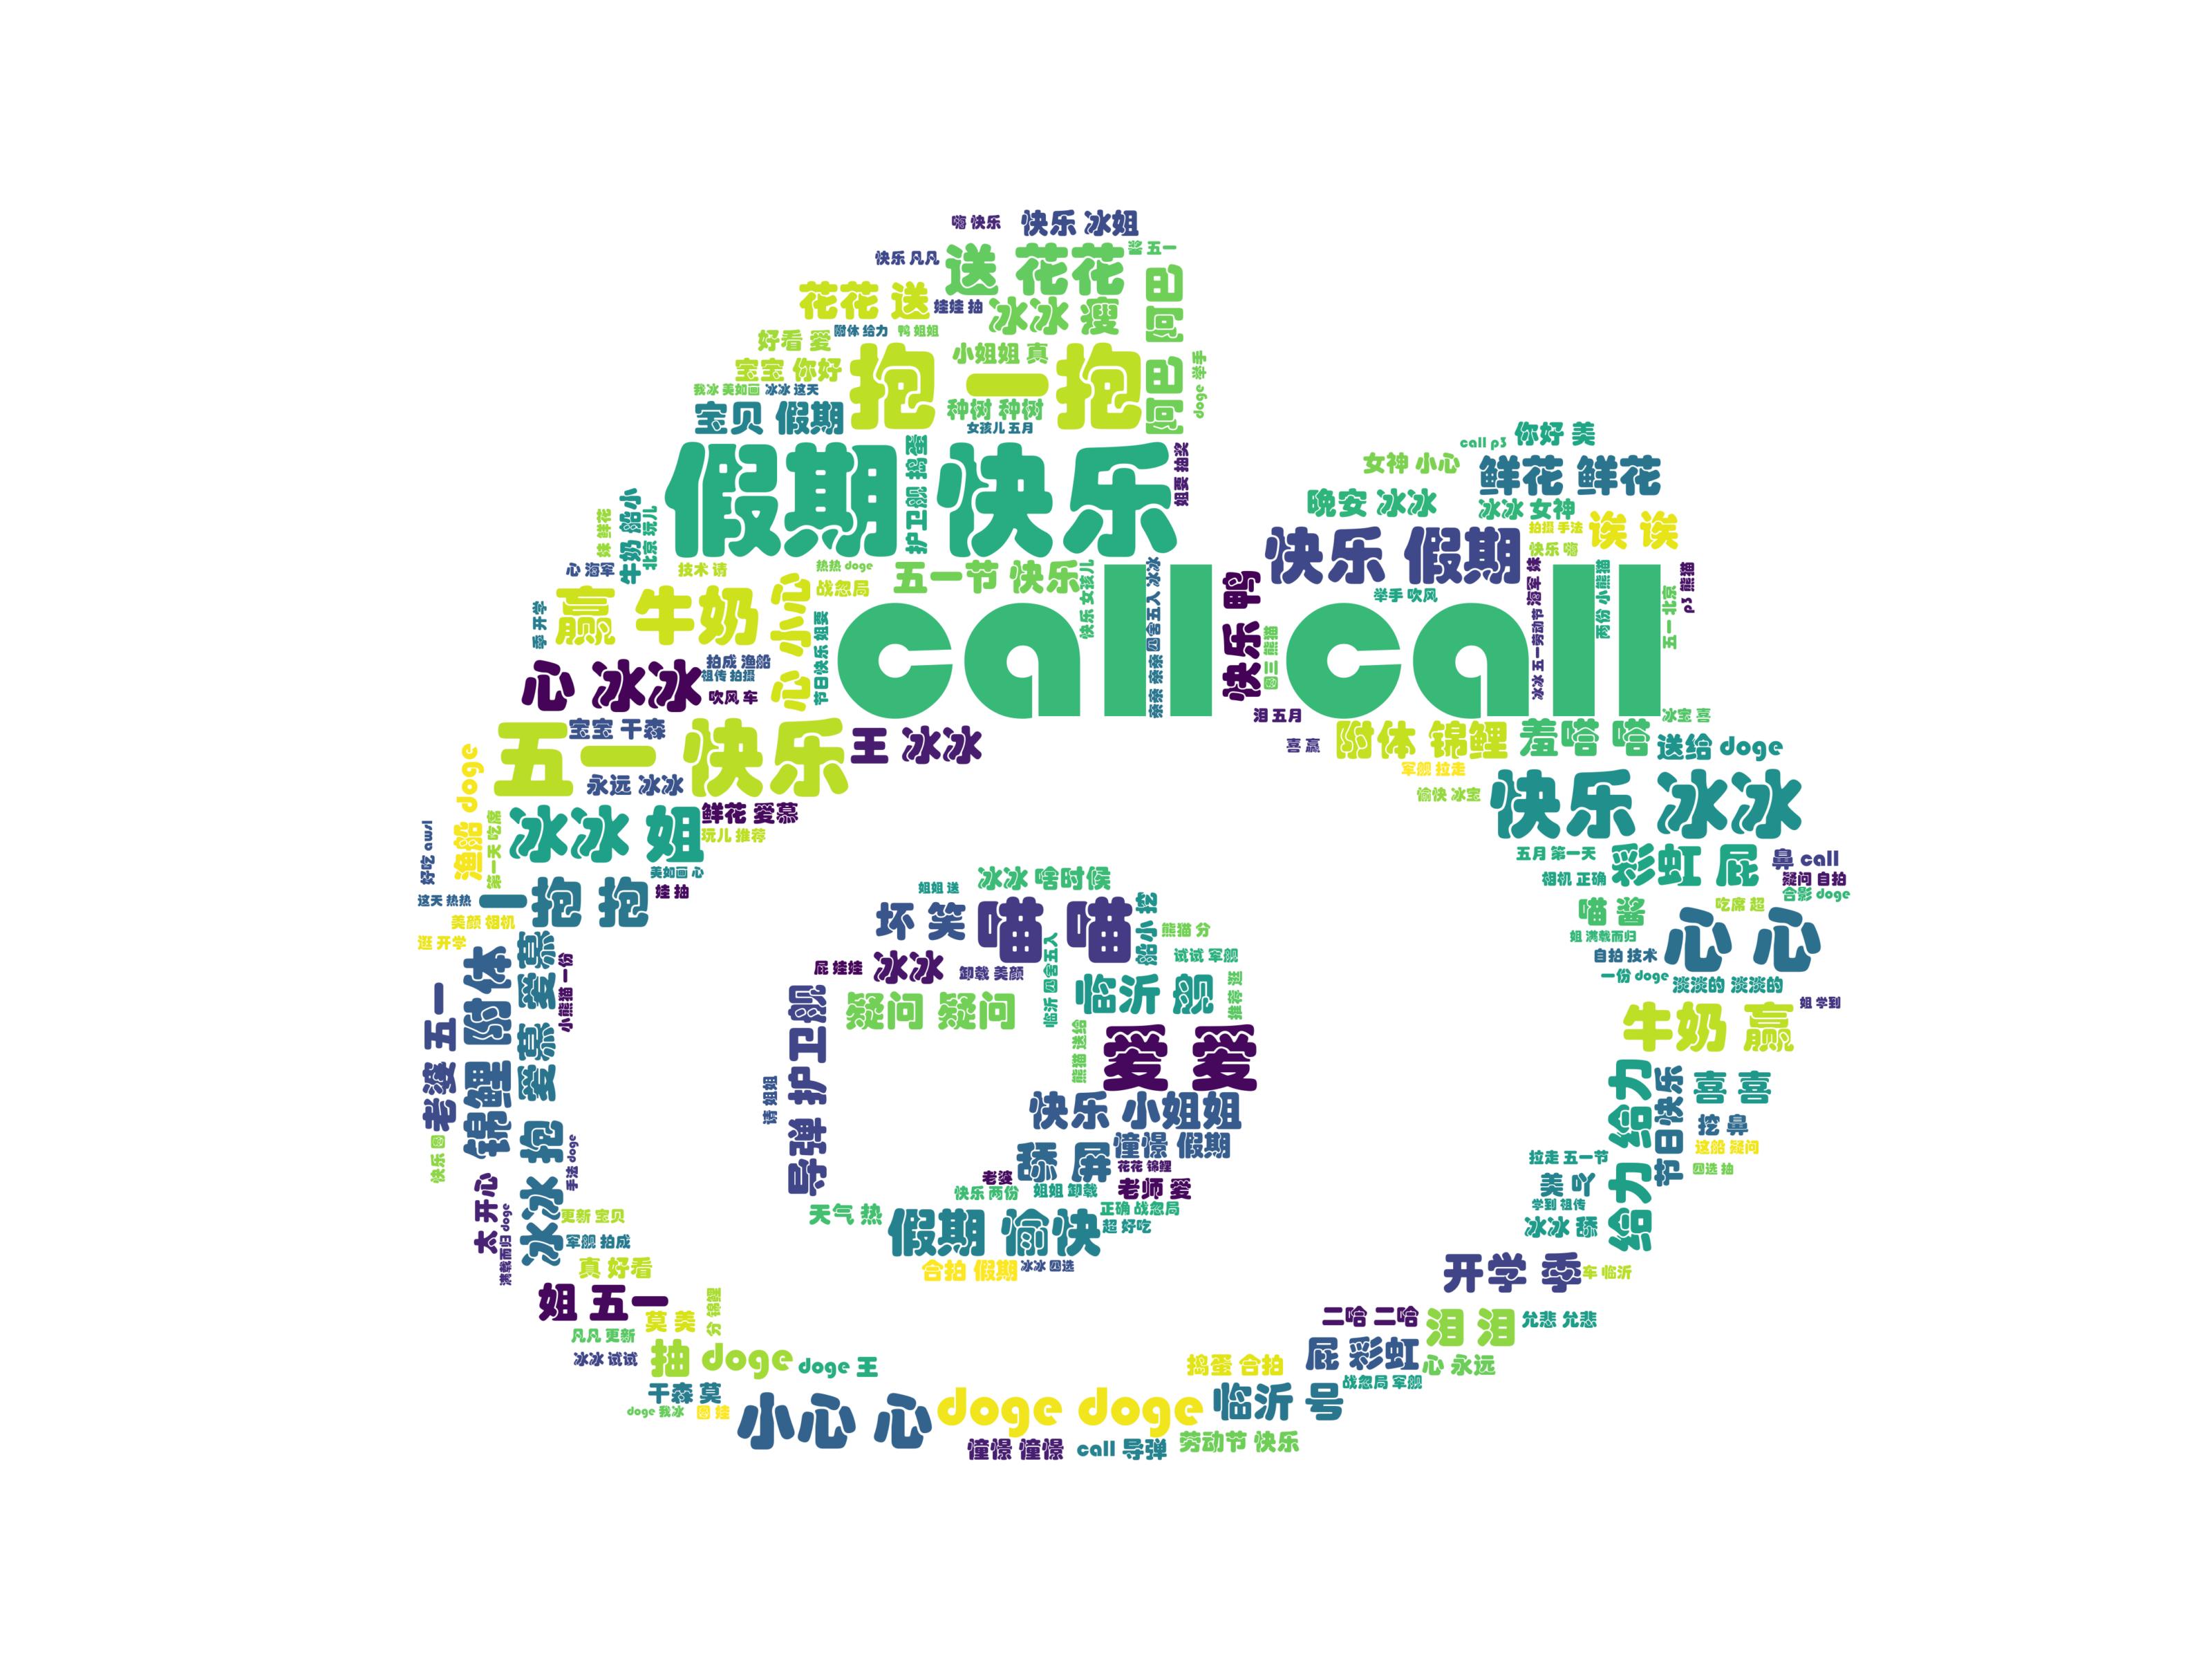 嗨 快乐
快乐 冰姐
快乐 凡凡
送 花花
奖 五一
阿巴 阿巴
花花 送
娃娃 抽
冰冰 瘦
好看 爱
附体 给力
鸭 姐姐
宝宝 你好
抱 一抱
小姐姐 真
doge 举手
我冰 美如画
冰冰 这天
宝贝 假期
种树 种树
女孩儿 五月
call p3
你好 美
假期 快乐
护卫舰 捣蛋
姐要 抽奖
女神 小心
鲜花 鲜花
妹 鲜花
牛奶 船小
北京 玩儿
晚安 冰冰
冰冰 女神
拍摄 手法
诶 诶
快乐 假期
快乐 嗨
心 海军
技术 请
热热 doge
五一节 快乐
快乐 女孩儿
四舍五入 冰冰
亲亲 亲亲
快乐 鸭
图三 熊猫
举手 吹风
海军 妹
冰冰 五一劳动节
两份 小熊猫
五一 北京
p3 熊猫
季 开学
赢 牛奶
心 小心
战忽局
节日快乐 姐要
call call
心 冰冰
拍成 渔船
祖传 拍摄
吹风 车
泪 五月
冰宝 喜
五一 快乐
宝宝 干森
王 冰冰
喜 赢
附体 锦鲤
羞嗒 嗒
送给 doge
渔船 doge
永远 冰冰
军舰 拉走
愉快 冰宝
快乐 冰冰
好吃 awsl
第一天 吃席
冰冰 姐
鲜花 爱慕
玩儿 推荐
五月 第一天
彩虹 屁
鼻 call
美如画 心
姐姐 送
冰冰 啥时候
相机 正确
疑问 自拍
合影 doge
这天 热热
一抱 抱
娃 抽
坏 笑
喵 喵
船小 挖
喵 酱
吃席 超
心 心
美颜 相机
熊猫 分
姐 满载而归
逛 开学
锦鲤 附体
爱慕 爱慕
小熊猫 一份
屁 娃娃
冰冰
卸载 美颜
临沂 四舍五入
试试 军舰
自拍 技术
一份 doge
淡淡的 淡淡的
老婆 五一
导弹 护卫舰
疑问 疑问
临沂 舰
推荐 逛
牛奶 赢
姐 学到
熊猫 送给
爱 爱
请 姐姐
快乐 小姐姐
给力 给力
节日快乐
喜 喜
快乐 图
冰冰 抱
手法 doge
舔 屏
憧憬 假期
花花 锦鲤
挖 鼻
这船 疑问
拉走 五一节
四选 抽
太 开心
满载而归 doge
老婆
快乐 两份
姐姐 卸载
老师 爱
美 吖
学到 祖传
更新 宝贝
天气 热
假期 愉快
正确 战忽局
超 好吃
冰冰 舔
军舰 拍成
真 好看
合拍 假期
冰冰 四选
开学 季
车 临沂
姐 五一
莫 美
分 锦鲤
二哈 二哈
泪 泪
允悲 允悲
凡凡 更新
冰冰 试试
抽 doge
doge 王
捣蛋 合拍
屁 彩虹
心 永远
战忽局 军舰
干森 莫
doge 我冰
图 娃
小心 心
doge doge
临沂 号
憧憬 憧憬
call 导弹
劳动节 快乐